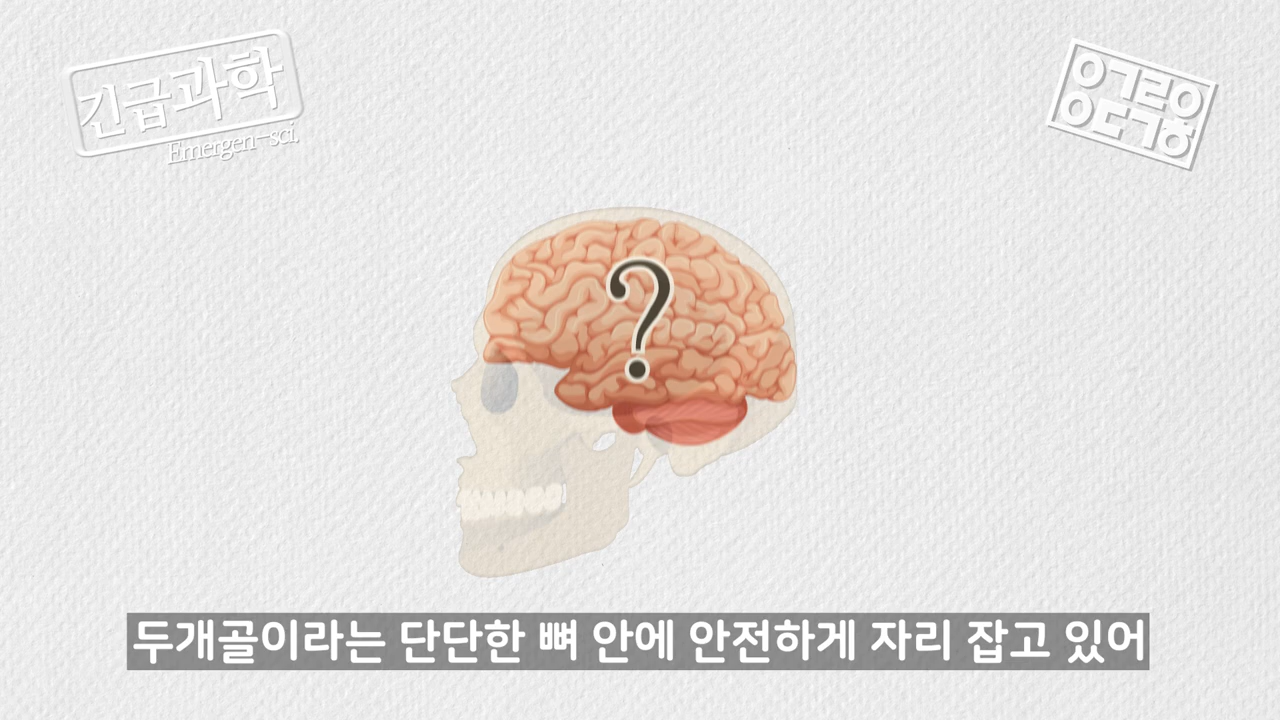 긴급과학
Emergen-sci.
?
두개골이라는 단단한 뼈 안에 안전하게 자리 잡고 있어